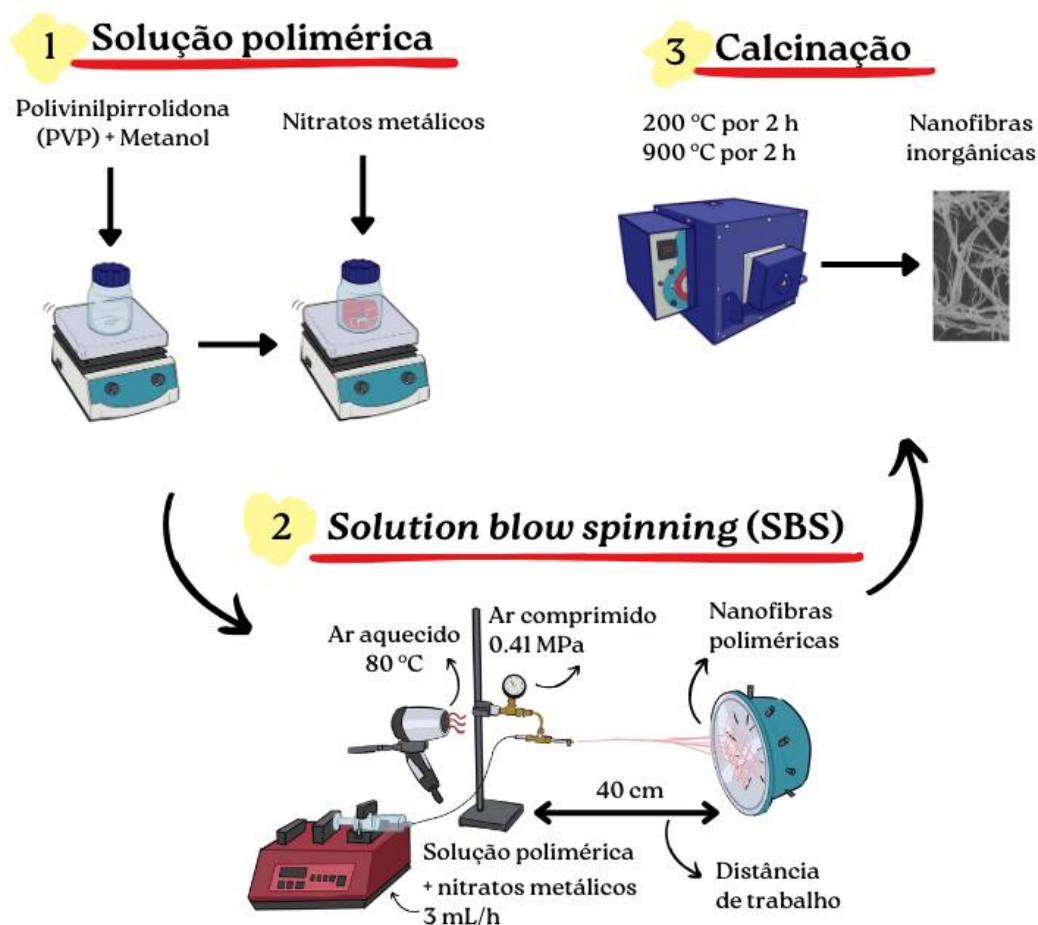 1 Solução polimérica
Polivinilpirrolidona
(PVP) + Metanol
Nitratos metálicos
3 Calcinação
200 °C por 2 h
900 °C por 2 h
Nanofibras
inorgânicas
2 Solution blow spinning (SBS)
Ar aquecido
80 °C
Ar comprimido
0.41 MPa
Nanofibras
poliméricas
40 cm
Solução polimérica
+ nitratos metálicos
3 mL/h
Distância
de trabalho